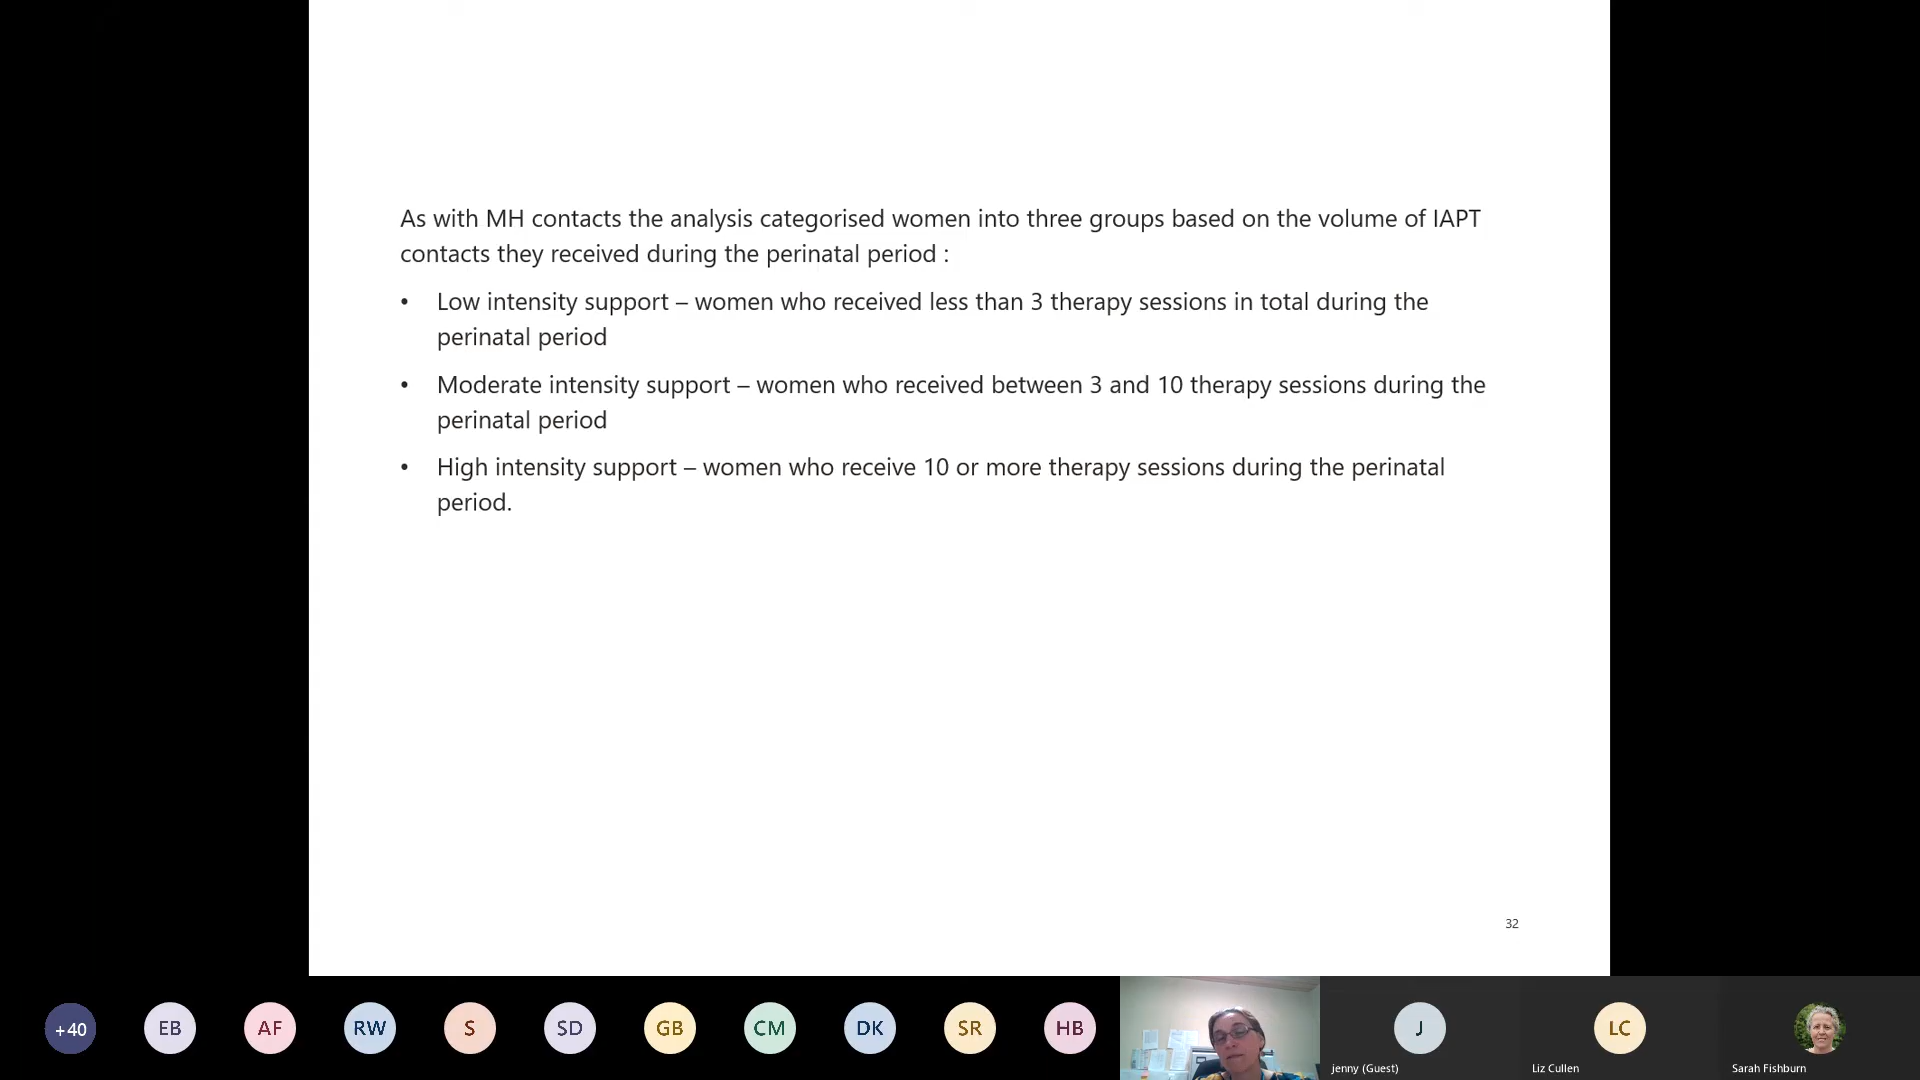 As with MH contacts the analysis categorised women into three groups based on the volume of IAPT
contacts they received during the perinatal period :
• Low intensity support – women who received less than 3 therapy sessions in total during the
perinatal period
• Moderate intensity support – women who received between 3 and 10 therapy sessions during the
perinatal period
• High intensity support – women who receive 10 or more therapy sessions during the perinatal
period.
32
+40
EB
AF
RW
S
SD
GB
CM
DK
SR
HB
J
LC
jenny (Guest)
Liz Cullen
Sarah Fishburn